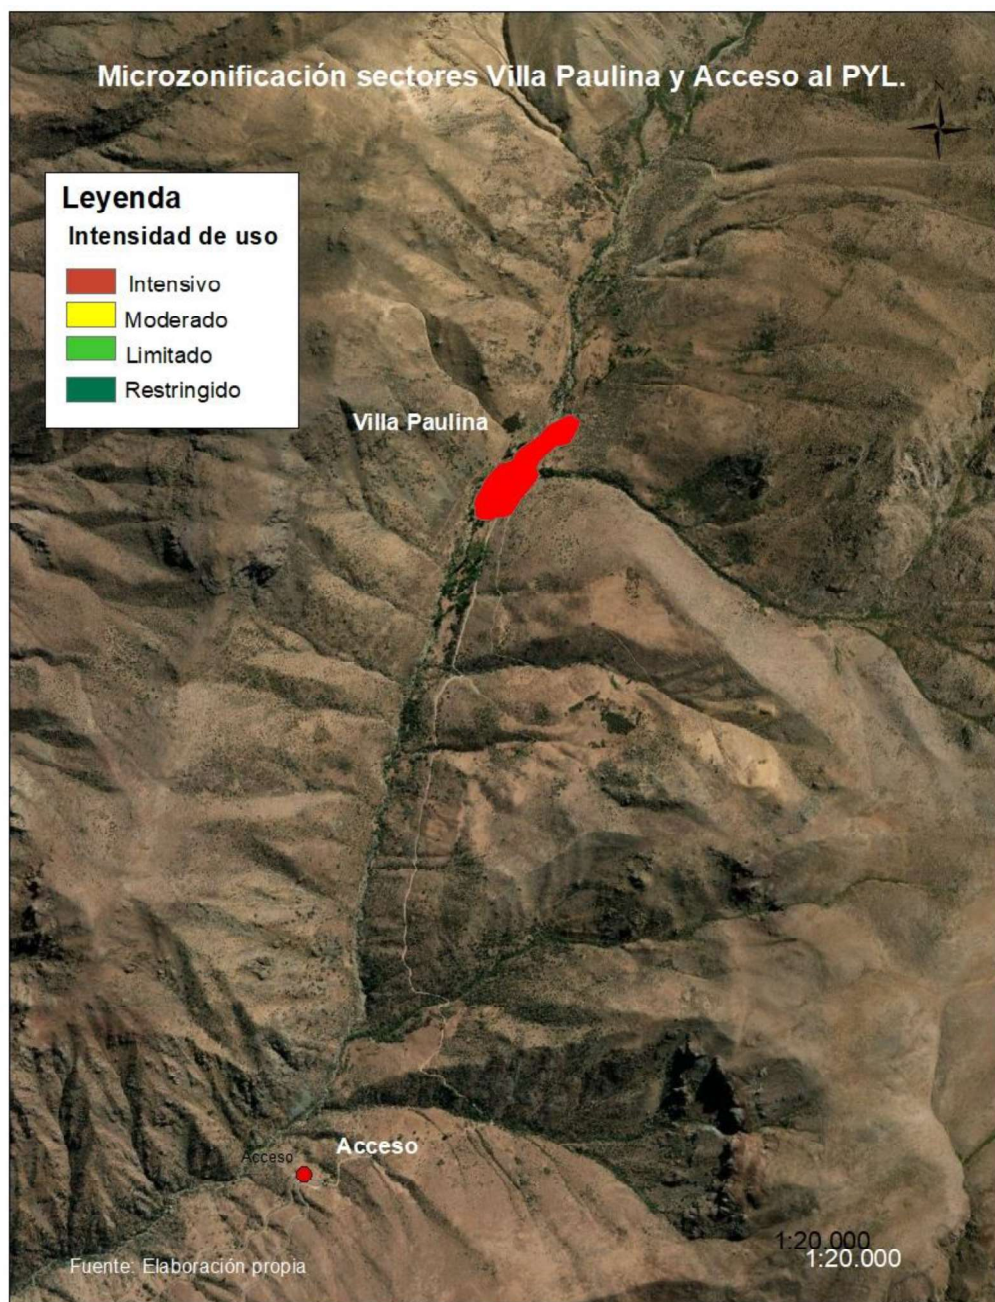 Microzonificación sectores Villa Paulina y Acceso al PYL.
N
Leyenda
Intensidad de uso
Intensivo
Moderado
Limitado
Restringido
Villa Paulina
Acceso
Acceso
1:20.000
1:20.000
Fuente: Elaboración propia